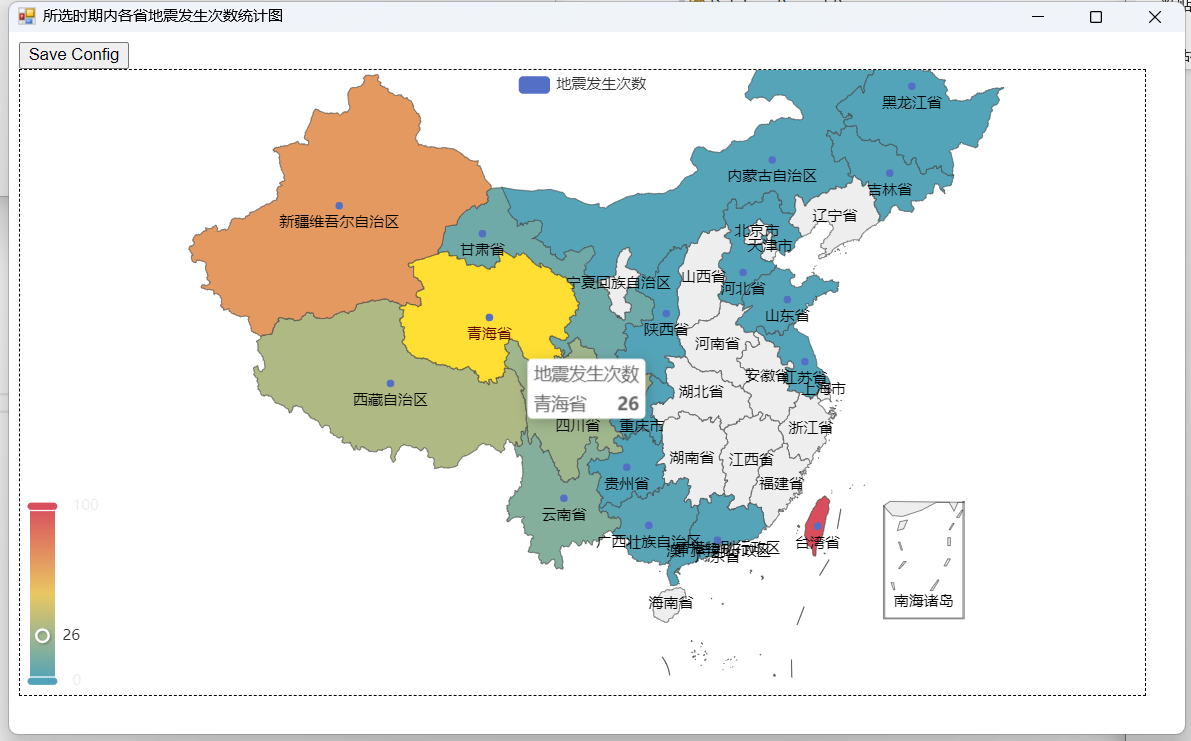 所选时期内各省地震发生次数统计图
Save Config
地震发生次数
黑龙江省
内蒙古自治区
吉林省
新疆维吾尔自治区
辽宁省
北京市
天津市
甘肃省
宁夏回族自治区
山西省
河北省
山东省
陕西省
青海省
河南省
地震发生次数
青海省 26
安徽省
江苏省
上海市
湖北省
西藏自治区
四川省
重庆市
浙江省
湖南省
江西省
贵州省
福建省
云南省
广西壮族自治区
台湾省
海南省
南海诸岛
100
26
0